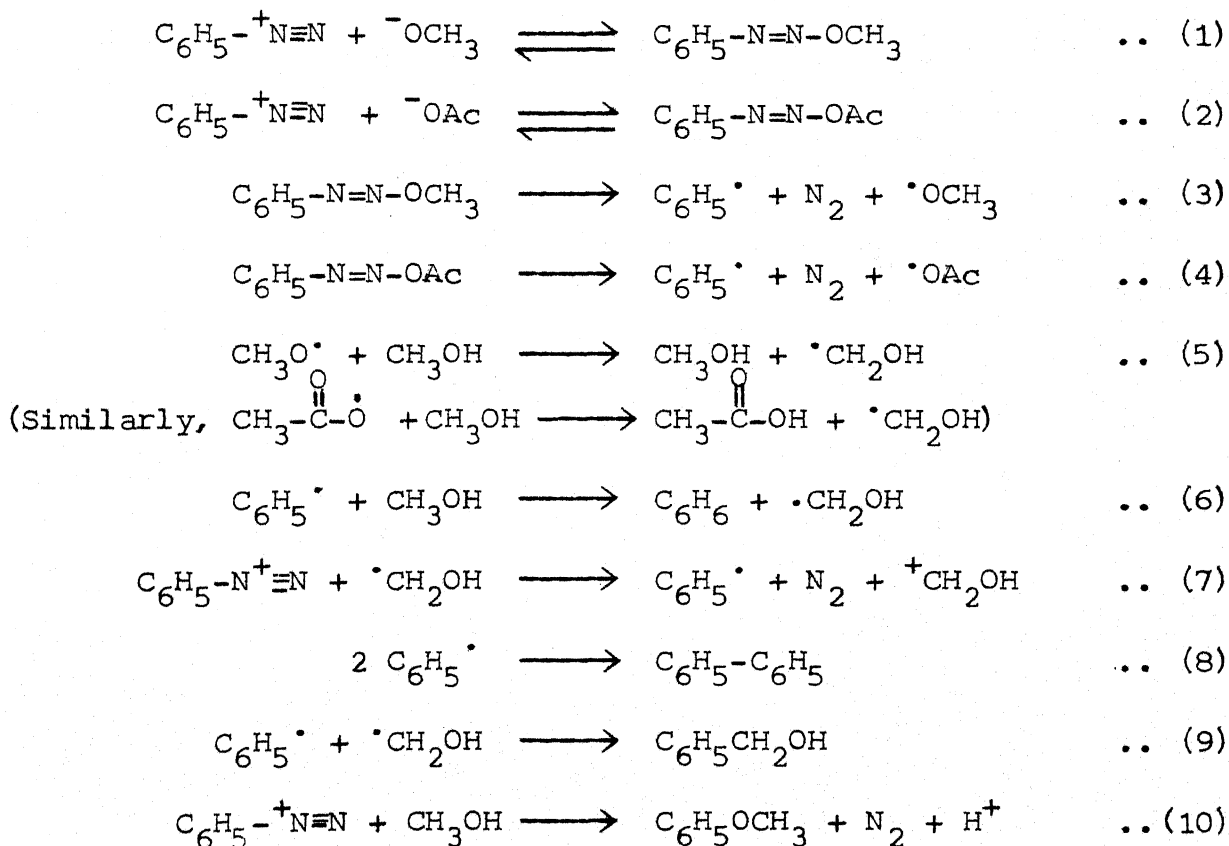 C₆H₅-⁺N≡N + ⁻OCH₃ ⇌ C₆H₅-N=N-OCH₃ .. (1)
C₆H₅-⁺N≡N + ⁻OAc ⇌ C₆H₅-N=N-OAc .. (2)
C₆H₅-N=N-OCH₃ ⟶ C₆H₅˙ + N₂ + ˙OCH₃ .. (3)
C₆H₅-N=N-OAc ⟶ C₆H₅˙ + N₂ + ˙OAc .. (4)
CH₃O˙ + CH₃OH ⟶ CH₃OH + ˙CH₂OH .. (5)
O O
(Similarly, CH₃-C-O˙ + CH₃OH ⟶ CH₃-C-OH + ˙CH₂OH)
C₆H₅˙ + CH₃OH ⟶ C₆H₆ + .CH₂OH .. (6)
C₆H₅-N⁺≡N + ˙CH₂OH ⟶ C₆H₅˙ + N₂ + ⁺CH₂OH .. (7)
2 C₆H₅˙ ⟶ C₆H₅-C₆H₅ .. (8)
C₆H₅˙ + ˙CH₂OH ⟶ C₆H₅CH₂OH .. (9)
C₆H₅-⁺N≡N + CH₃OH ⟶ C₆H₅OCH₃ + N₂ + H⁺ ..(10)